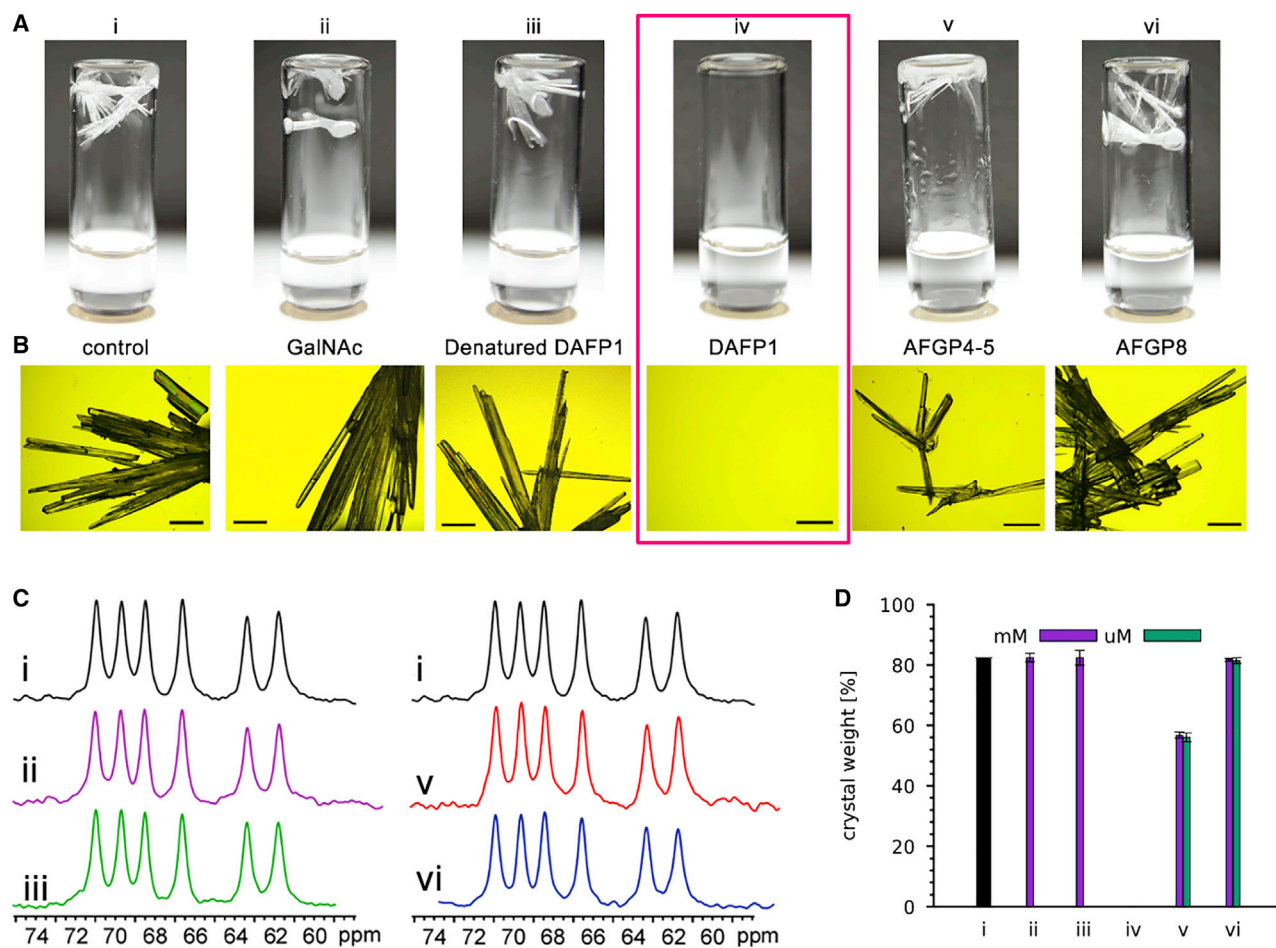 A
i ii iii iv v vi
B
control GalNAc Denatured DAFP1 DAFP1 AFGP4-5 AFGP8
C
i
ii
iii
74 72 70 68 66 64 62 60 ppm
i
v
vi
74 72 70 68 66 64 62 60 ppm
D
mM uM
crystal weight [%]
100
80
60
40
20
0
i ii iii iv v vi